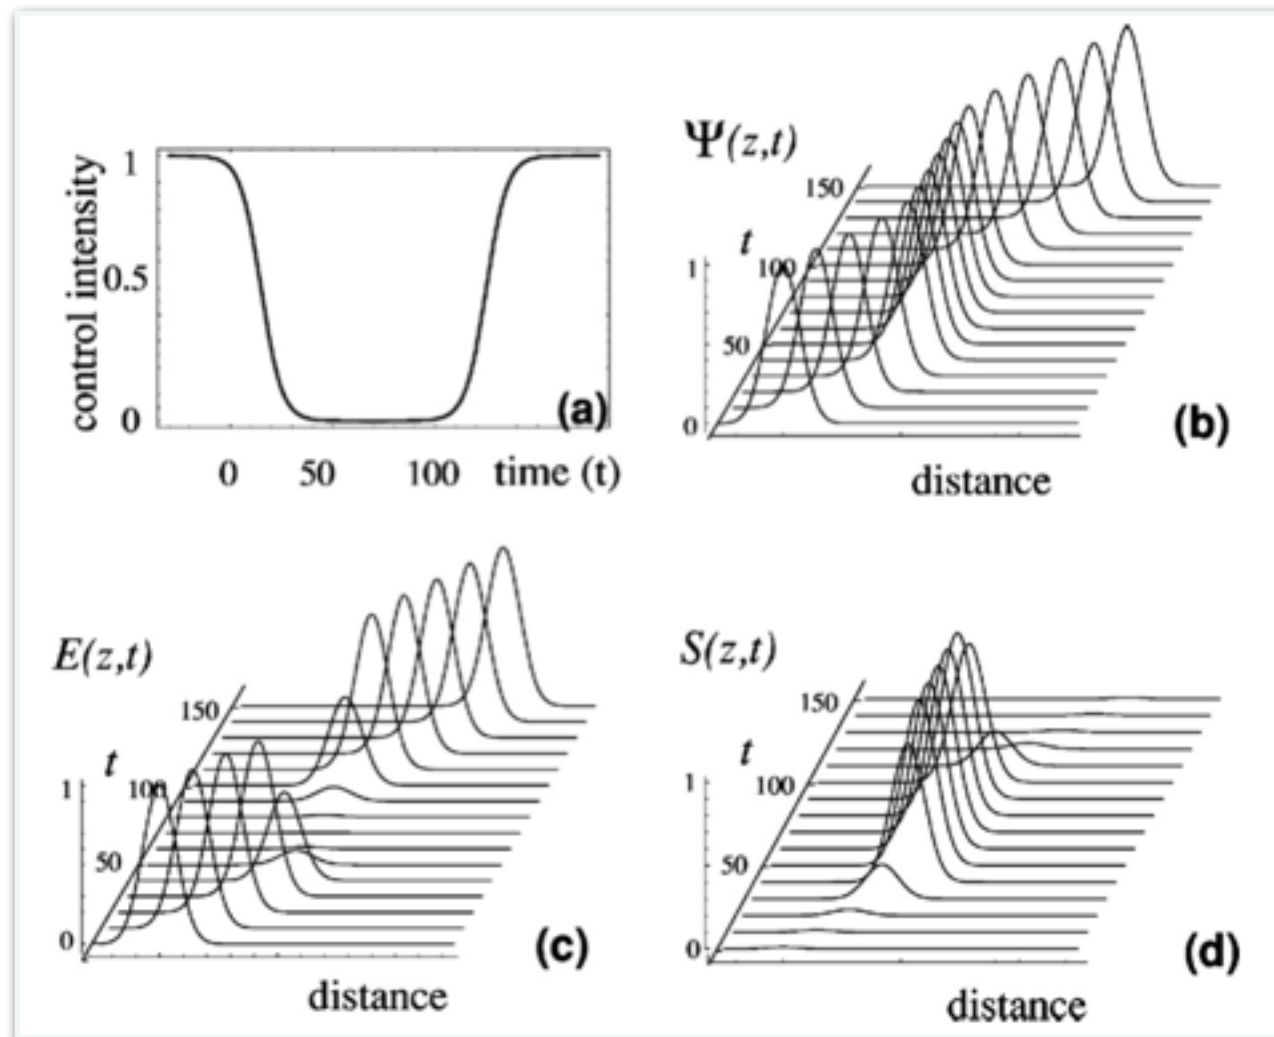 control intensity
1
0.5
0
0 50 100 time (t)
(a)
Ψ(z,t)
150
t
100
1
50
0
distance
(b)
E(z,t)
150
t
100
1
50
0
distance
(c)
S(z,t)
150
t
100
1
50
0
distance
(d)